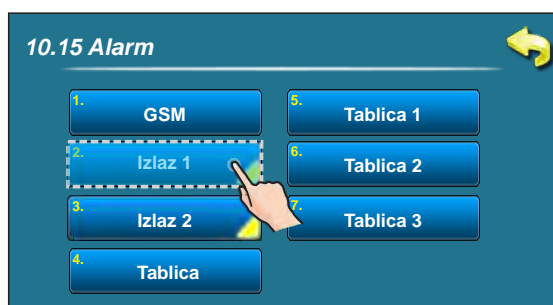 10.15 Alarm
1. GSM
2. Izlaz 1
3. Izlaz 2
4. Tablica
5. Tablica 1
6. Tablica 2
7. Tablica 3